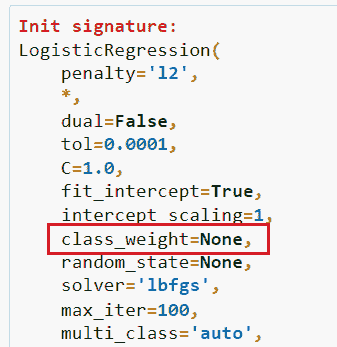 Init signature:
LogisticRegression(
penalty='l2',
*,
dual=False,
tol=0.0001,
C=1.0,
fit_intercept=True,
intercept_scaling=1,
class_weight=None,
random_state=None,
solver='lbfgs',
max_iter=100,
multi_class='auto',